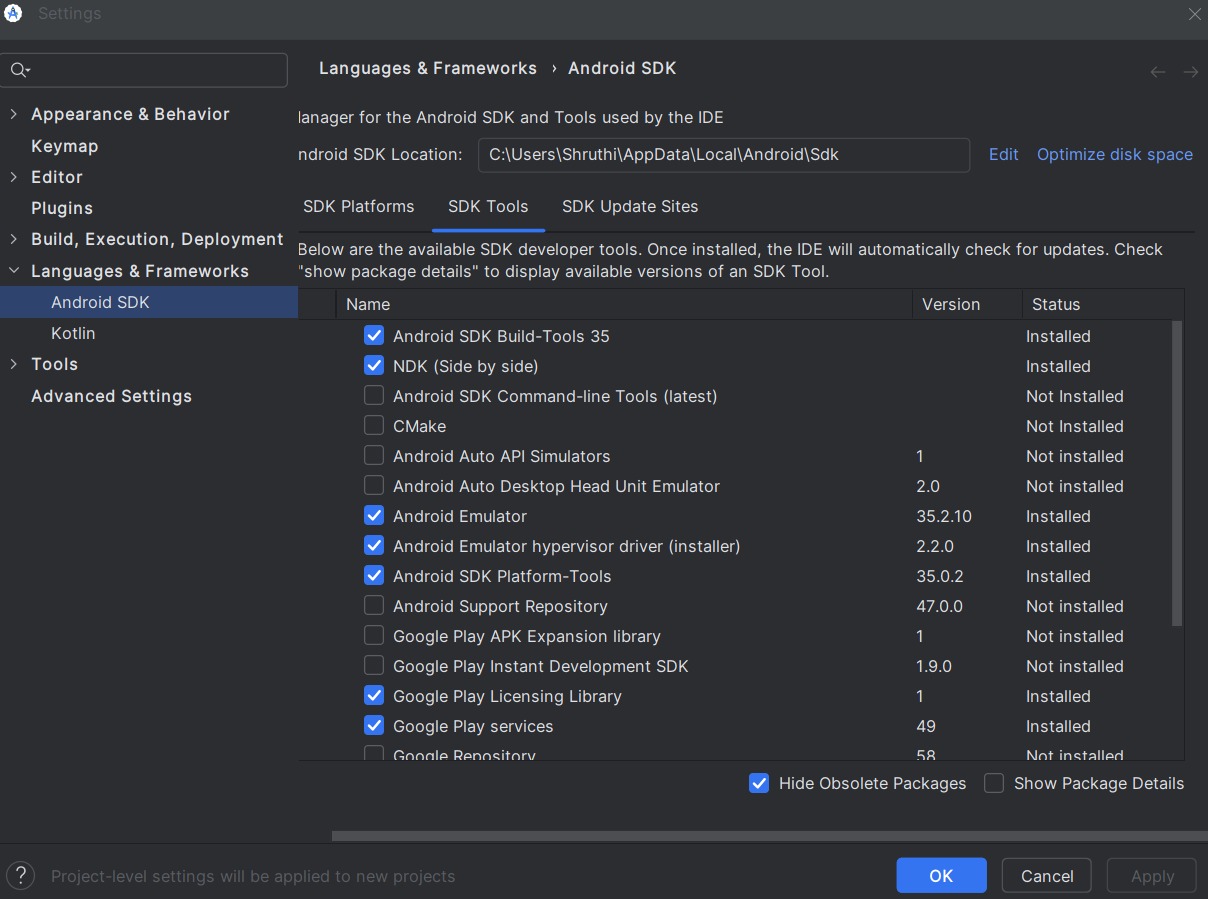 Settings
Languages & Frameworks › Android SDK
Appearance & Behavior
Keymap
Editor
Plugins
Build, Execution, Deployment
Languages & Frameworks
Android SDK
Kotlin
Tools
Advanced Settings
anager for the Android SDK and Tools used by the IDE
ndroid SDK Location: C:\Users\Shruthi\AppData\Local\Android\Sdk Edit Optimize disk space
SDK Platforms SDK Tools SDK Update Sites
Below are the available SDK developer tools. Once installed, the IDE will automatically check for updates. Check
"show package details" to display available versions of an SDK Tool.
Name Version Status
Android SDK Build-Tools 35 Installed
NDK (Side by side) Installed
Android SDK Command-line Tools (latest) Not Installed
CMake Not Installed
Android Auto API Simulators 1 Not installed
Android Auto Desktop Head Unit Emulator 2.0 Not installed
Android Emulator 35.2.10 Installed
Android Emulator hypervisor driver (installer) 2.2.0 Installed
Android SDK Platform-Tools 35.0.2 Installed
Android Support Repository 47.0.0 Not installed
Google Play APK Expansion library 1 Not installed
Google Play Instant Development SDK 1.9.0 Not installed
Google Play Licensing Library 1 Installed
Google Play services 49 Installed
Google Repository 58 Not installed
Hide Obsolete Packages Show Package Details
? Project-level settings will be applied to new projects
OK Cancel Apply